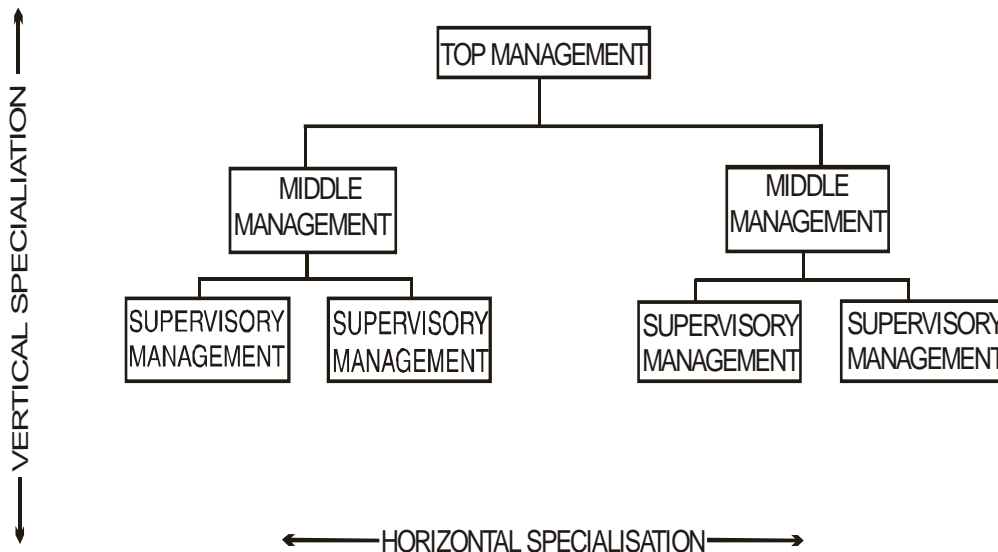 VERTICAL SPECIALIATION
TOP MANAGEMENT
MIDDLE
MANAGEMENT
MIDDLE
MANAGEMENT
SUPERVISORY
MANAGEMENT
SUPERVISORY
MANAGEMENT
SUPERVISORY
MANAGEMENT
SUPERVISORY
MANAGEMENT
HORIZONTAL SPECIALISATION